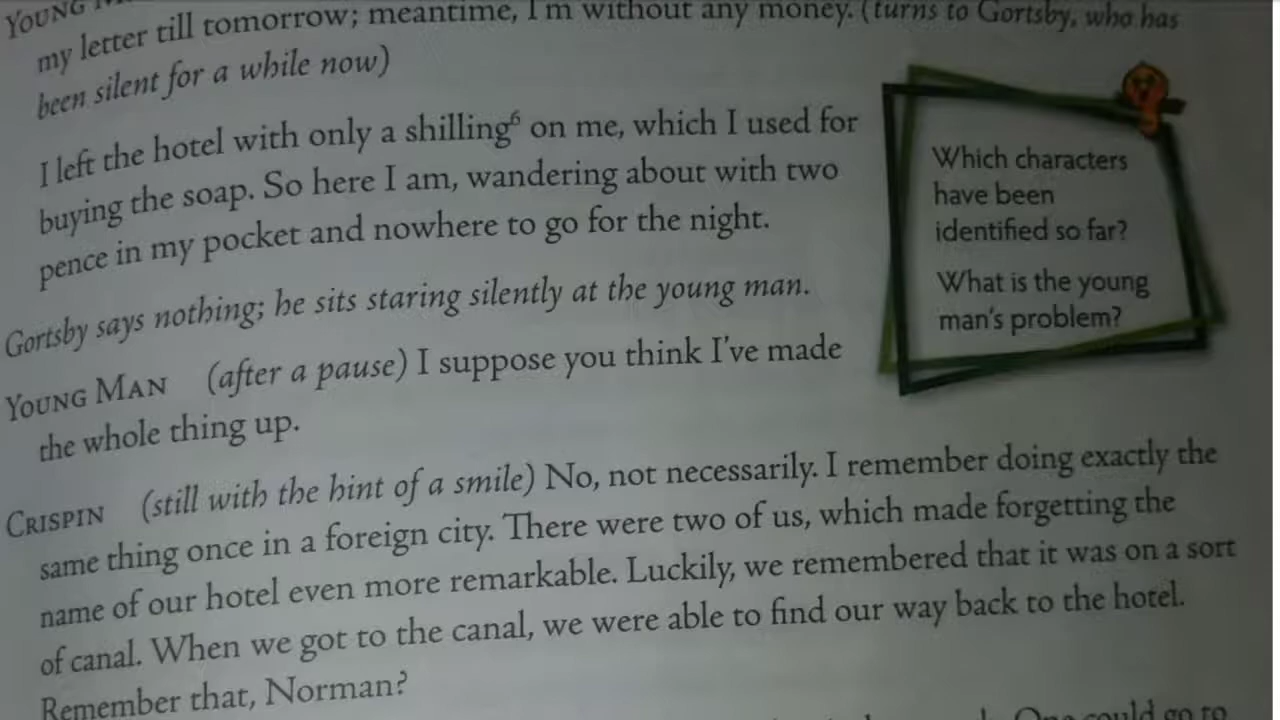 YOUNG
my letter till tomorrow; meantime, I'm without any money. (turns to Gortsby, who has
been silent for a while now)
I left the hotel with only a shilling⁶ on me, which I used for
buying the soap. So here I am, wandering about with two
pence in my pocket and nowhere to go for the night.
Gortsby says nothing; he sits staring silently at the young man.
YOUNG MAN (after a pause) I suppose you think I've made
the whole thing up.
CRISPIN (still with the hint of a smile) No, not necessarily. I remember doing exactly the
same thing once in a foreign city. There were two of us, which made forgetting the
name of our hotel even more remarkable. Luckily, we remembered that it was on a sort
of canal. When we got to the canal, we were able to find our way back to the hotel.
Remember that, Norman?
One could go to
Which characters
have been
identified so far?
What is the young
man's problem?